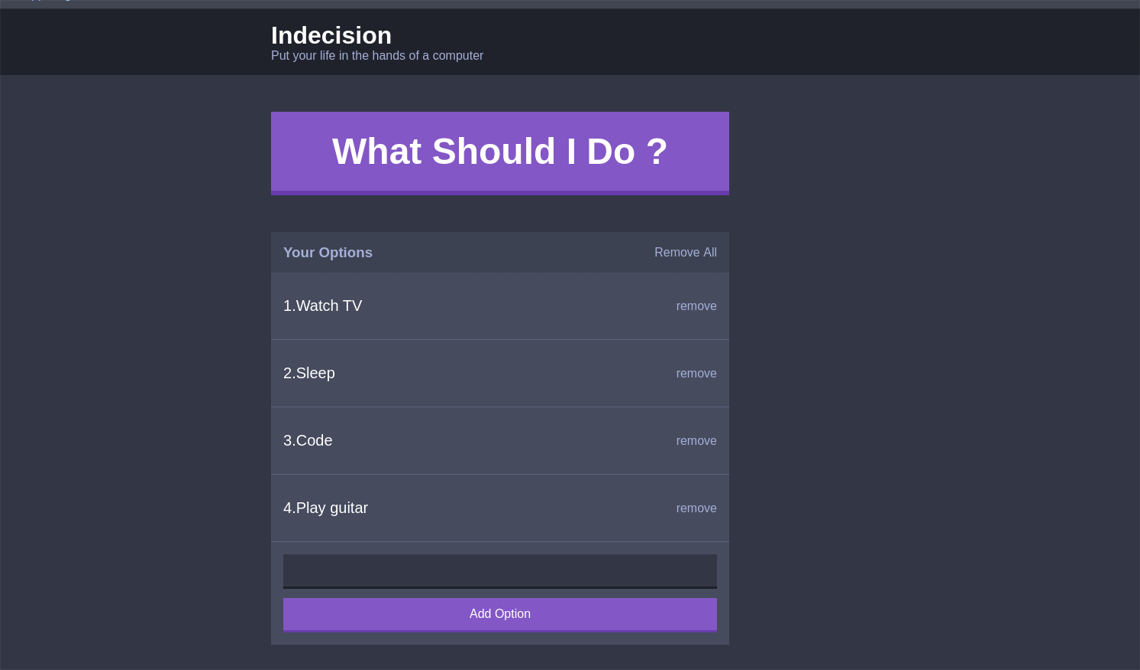 Indecision
Put your life in the hands of a computer
What Should I Do ?
Your Options Remove All
1.Watch TV remove
2.Sleep remove
3.Code remove
4.Play guitar remove
Add Option